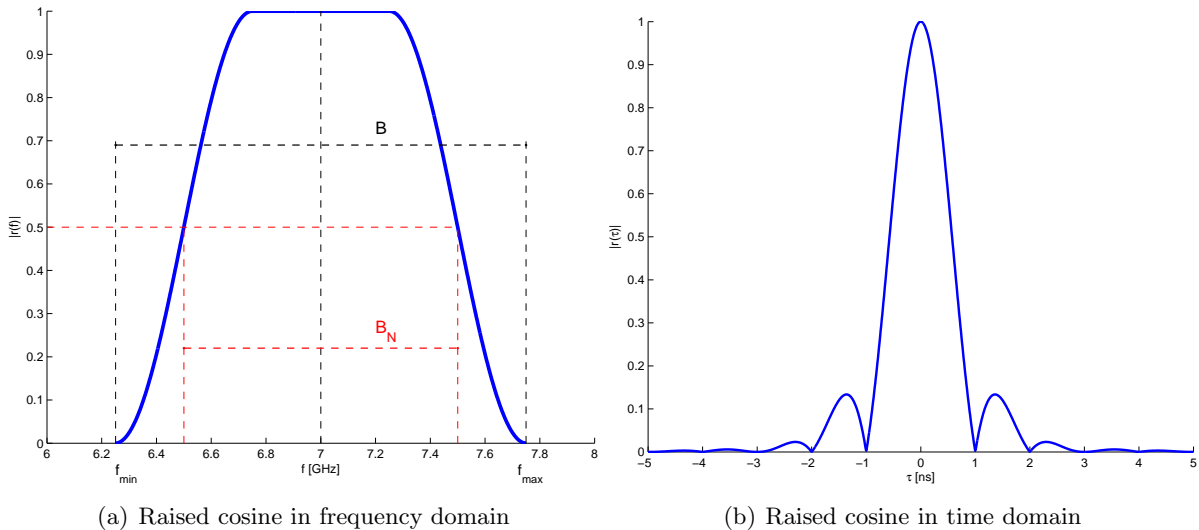 1
0.9
0.8
0.7
0.6
0.5
0.4
0.3
0.2
0.1
0
|r(f)|
B
B_N
6 6.2 6.4 6.6 6.8 7 7.2 7.4 7.6 7.8 8
f_min f [GHz] f_max
(a) Raised cosine in frequency domain
1
0.9
0.8
0.7
0.6
0.5
0.4
0.3
0.2
0.1
0
|r(τ)|
−5 −4 −3 −2 −1 0 1 2 3 4 5
τ [ns]
(b) Raised cosine in time domain